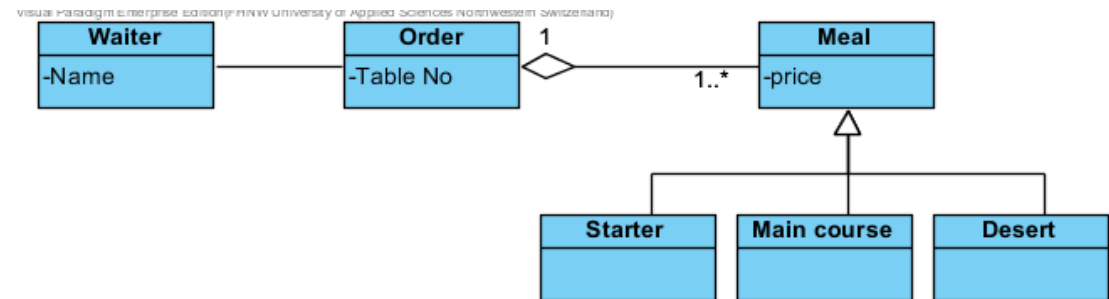 Visual Paradigm Enterprise Edition(FHNW University of Applied Sciences Northwestern Switzerland)
Waiter
-Name
Order
-Table No
1
1..*
Meal
-price
Starter
Main course
Desert